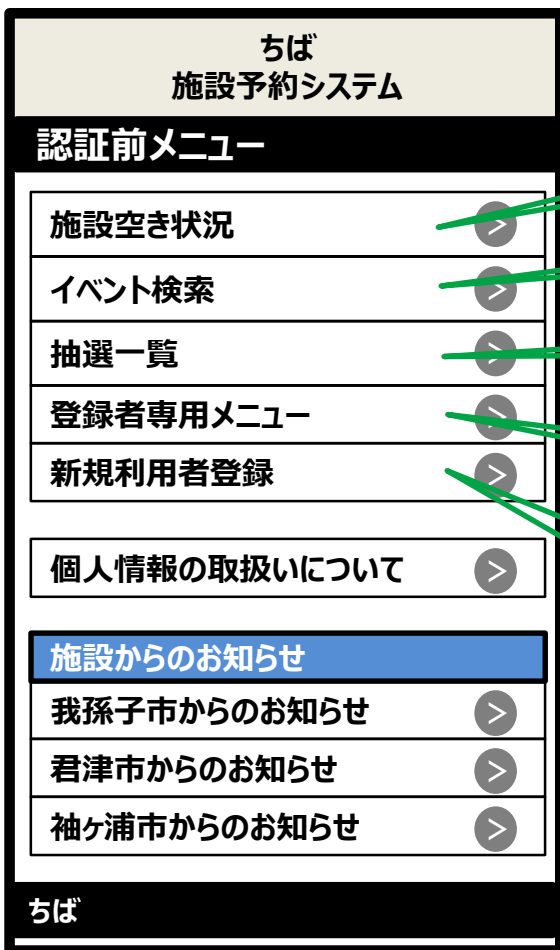 ちば
施設予約システム
認証前メニュー
施設空き状況
>
イベント検索
>
抽選一覧
>
登録者専用メニュー
>
新規利用者登録
>
個人情報の取扱いについて
>
施設からのお知らせ
我孫子市からのお知らせ
>
君津市からのお知らせ
>
袖ヶ浦市からのお知らせ
>
ちば